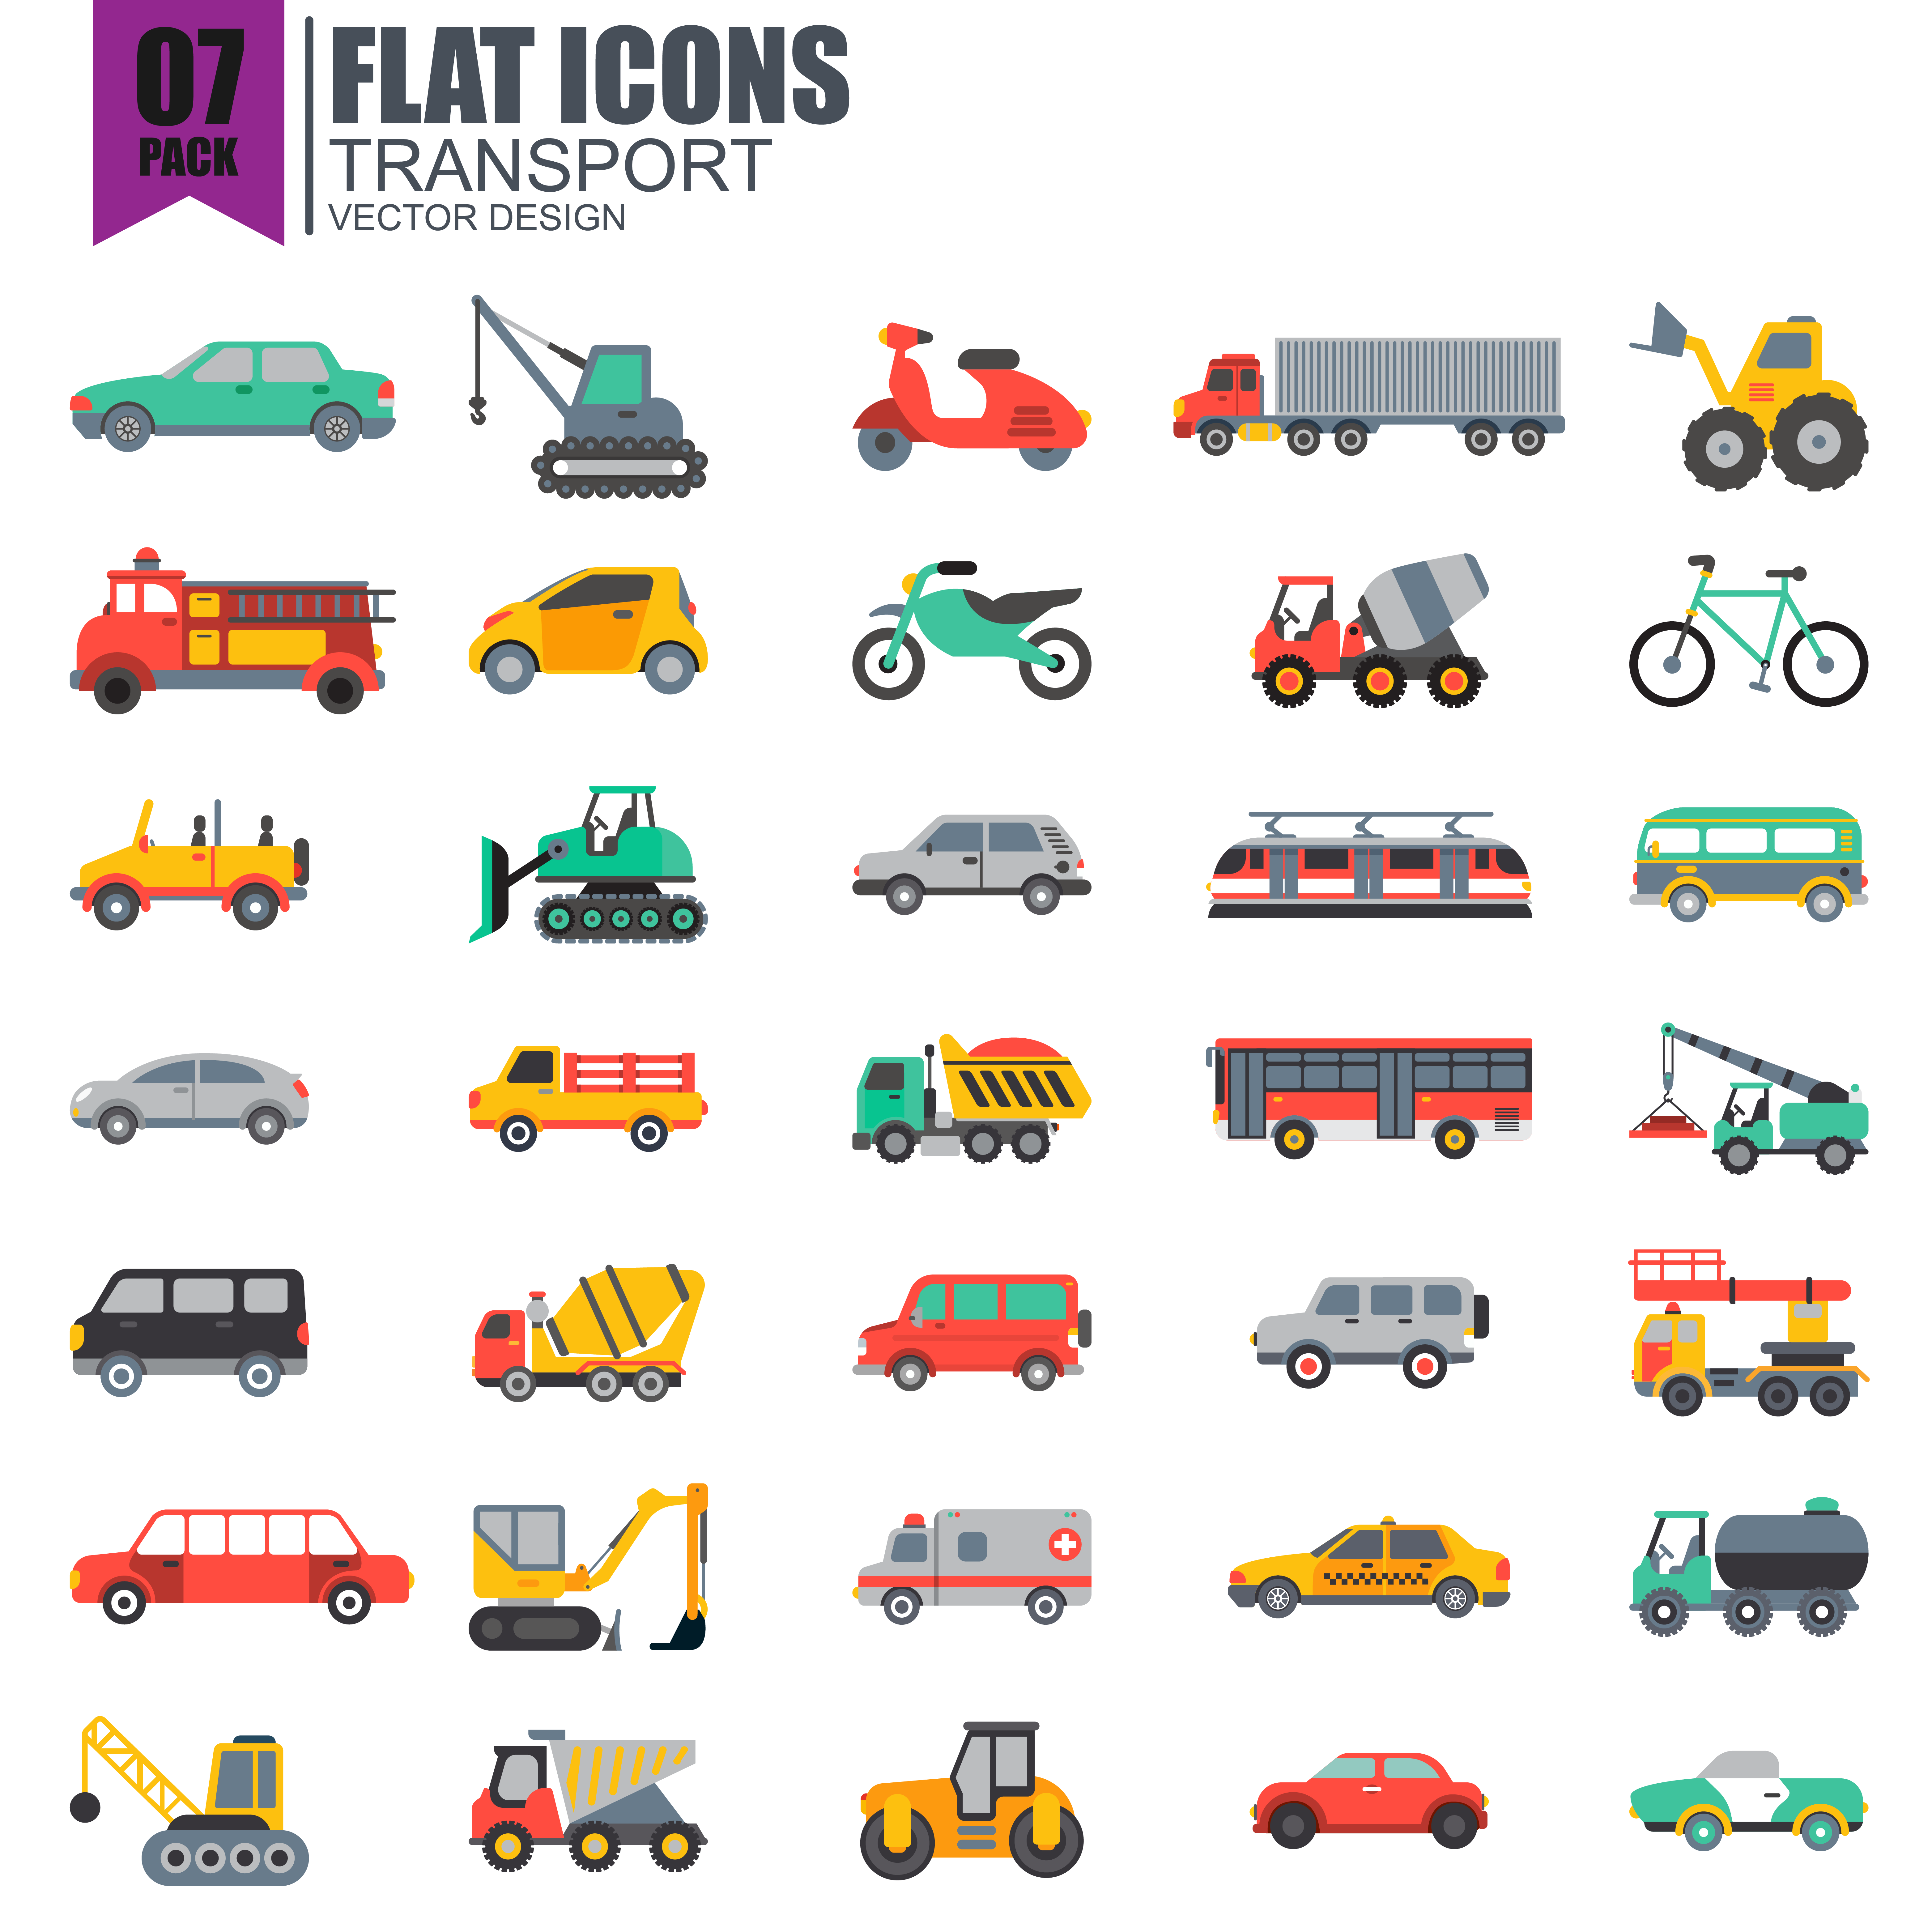 07
PACK
FLAT ICONS
TRANSPORT
VECTOR DESIGN